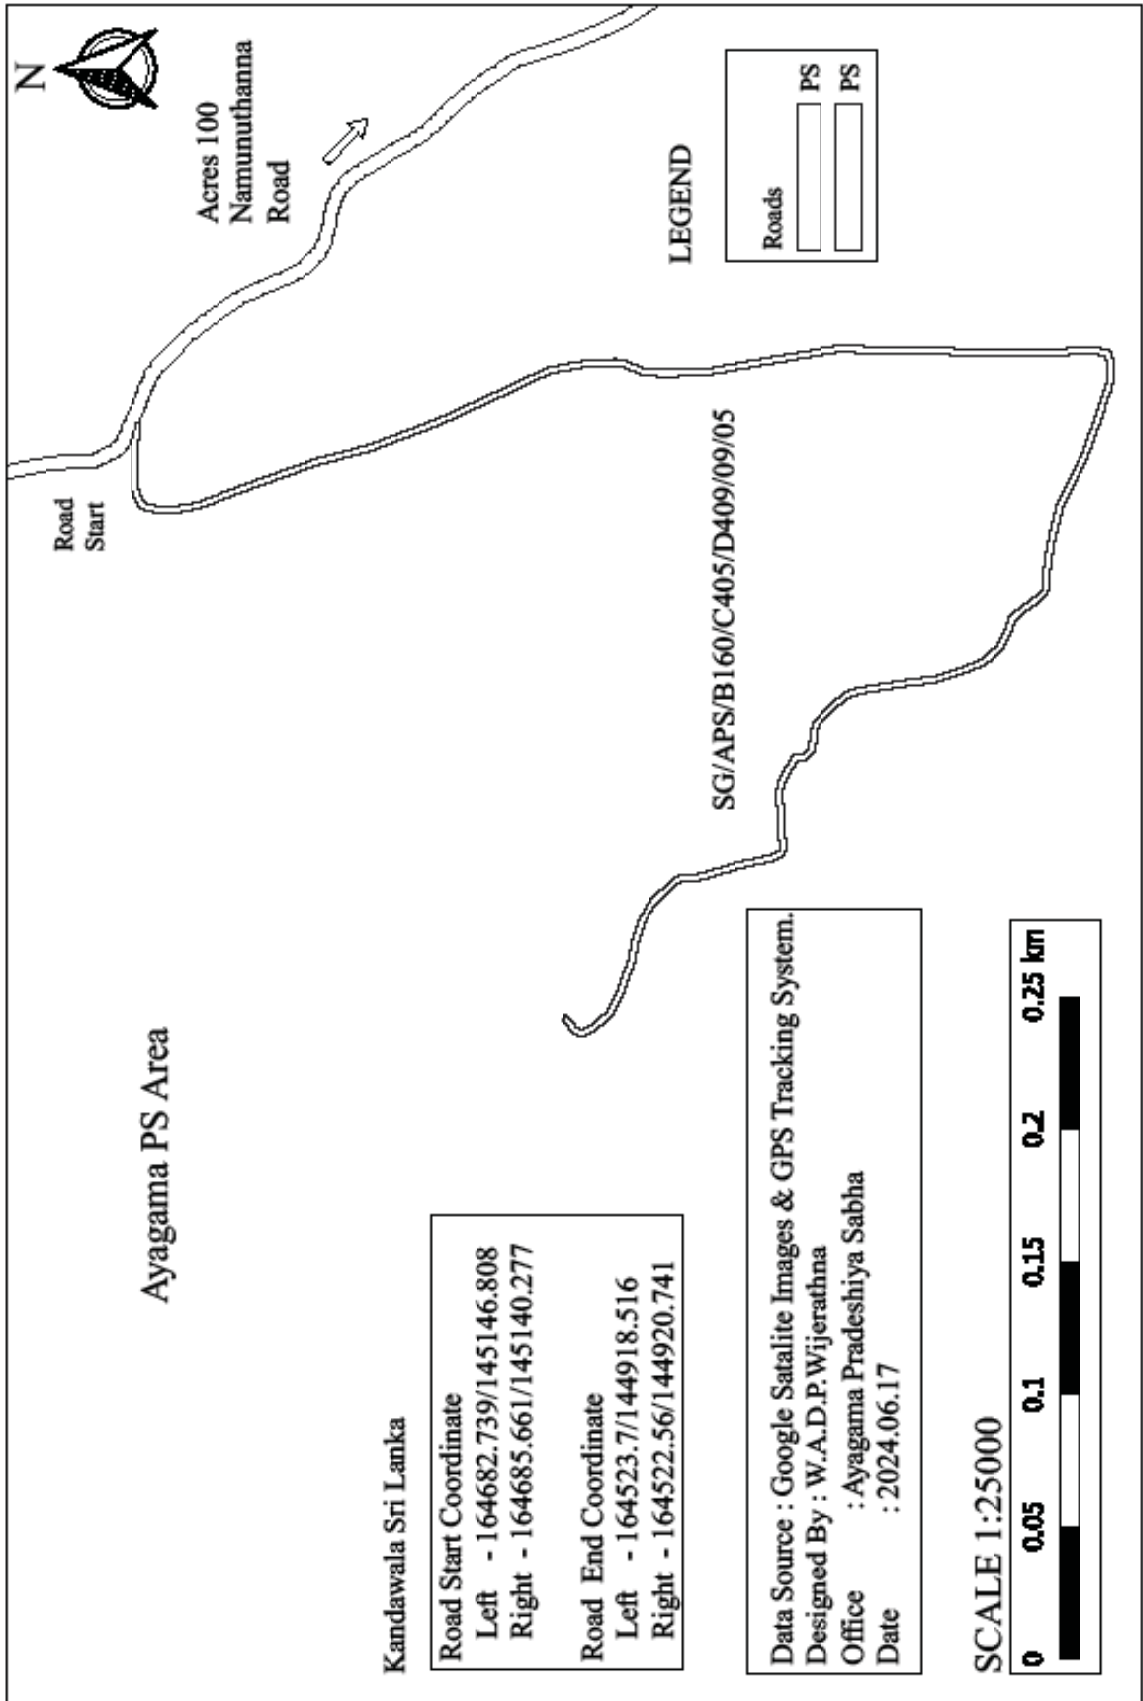 Ayagama PS Area
N
Road
Start
Acres 100
Namunuthanna
Road
Kandawala Sri Lanka
Road Start Coordinate
Left - 164682.739/145146.808
Right - 164685.661/145140.277
Road End Coordinate
Left - 164523.7/144918.516
Right - 164522.56/144920.741
SG/APS/B160/C405/D409/09/05
LEGEND
Roads
PS
PS
Data Source : Google Satalite Images & GPS Tracking System.
Designed By : W.A.D.P.Wijerathna
Office : Ayagama Pradeshiya Sabha
Date : 2024.06.17
SCALE 1:25000
0 0.05 0.1 0.15 0.2 0.25 km